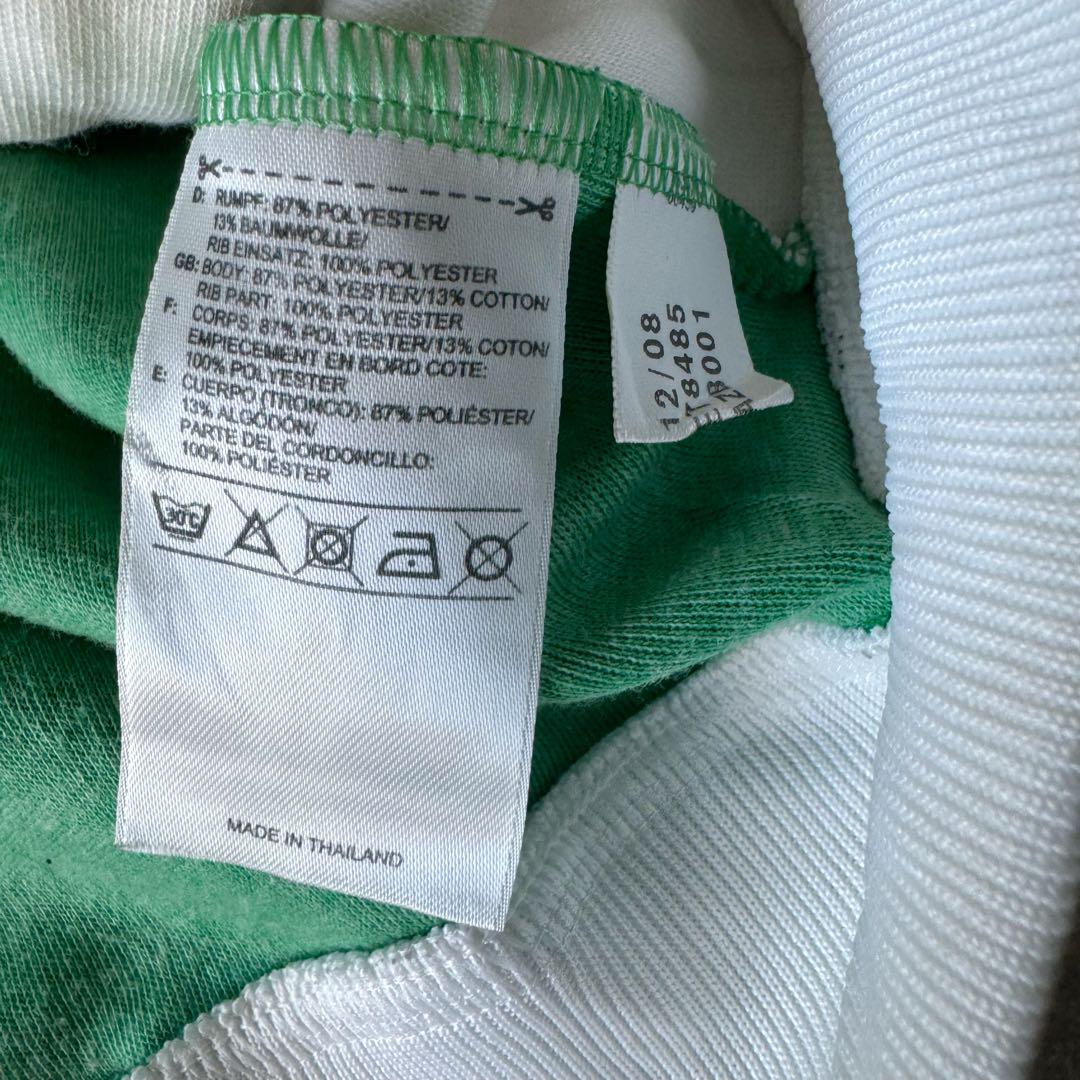 D: RUMPF: 87% POLYESTER/
13% BAUMWOLLE/
RIB EINSATZ, 100% POLYESTER
GB: BODY: 87% POLYESTER/13% COTTON/
RIB PART, 100% POLYESTER
F: CORPS: 87% POLYESTER/13% COTON/
EMPIECEMENT EN BORD COTE:
100% POLYESTER
E: CUERPO (TRONCO): 87% POLIÉSTER/
13% ALGODON/
PARTE DEL CORDONCILLO:
100% POLIÉSTER
30°C
MADE IN THAILAND
12/08
78485